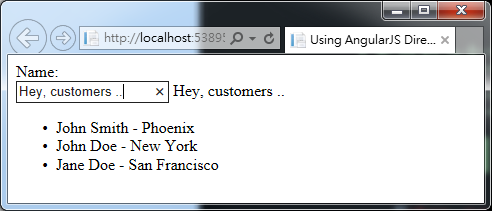 http://localhost:53895
Using AngularJS Dire...
Name:
Hey, customers .. Hey, customers ..
• John Smith - Phoenix
• John Doe - New York
• Jane Doe - San Francisco